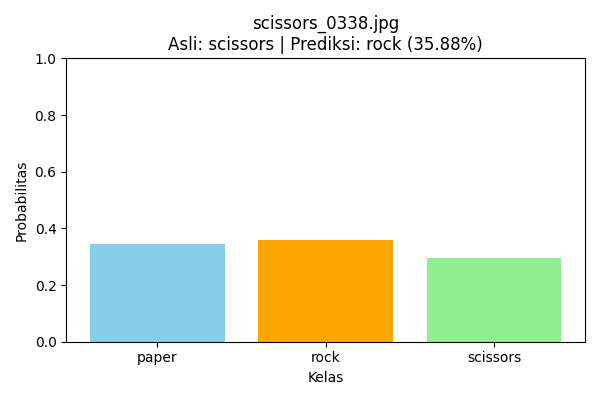 scissors_0338.jpg
Asli: scissors | Prediksi: rock (35.88%)
1.0
0.8
0.6
0.4
0.2
0.0
Probabilitas
paper rock scissors
Kelas